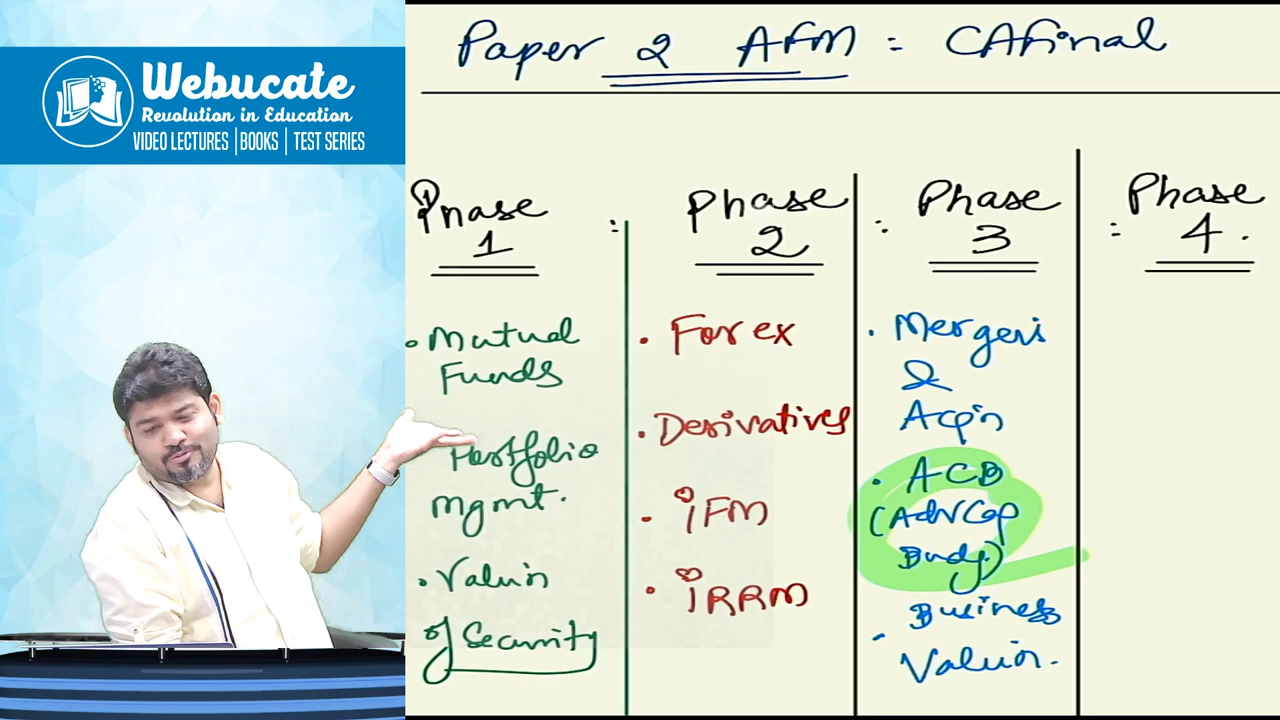 Webucate
Revolution in Education
VIDEO LECTURES | BOOKS | TEST SERIES
Paper 2 AFM : CAFinal
Phase 1 :
Mutual
Funds
Portfolio
Mgmt.
Valuin
of Security
Phase 2
Forex
Derivatives
IFM
IRRM
: Phase 3
Mergers
&
Acqin
ACB
(Adv Cap
Budg.)
Business
Valuin.
: Phase 4.